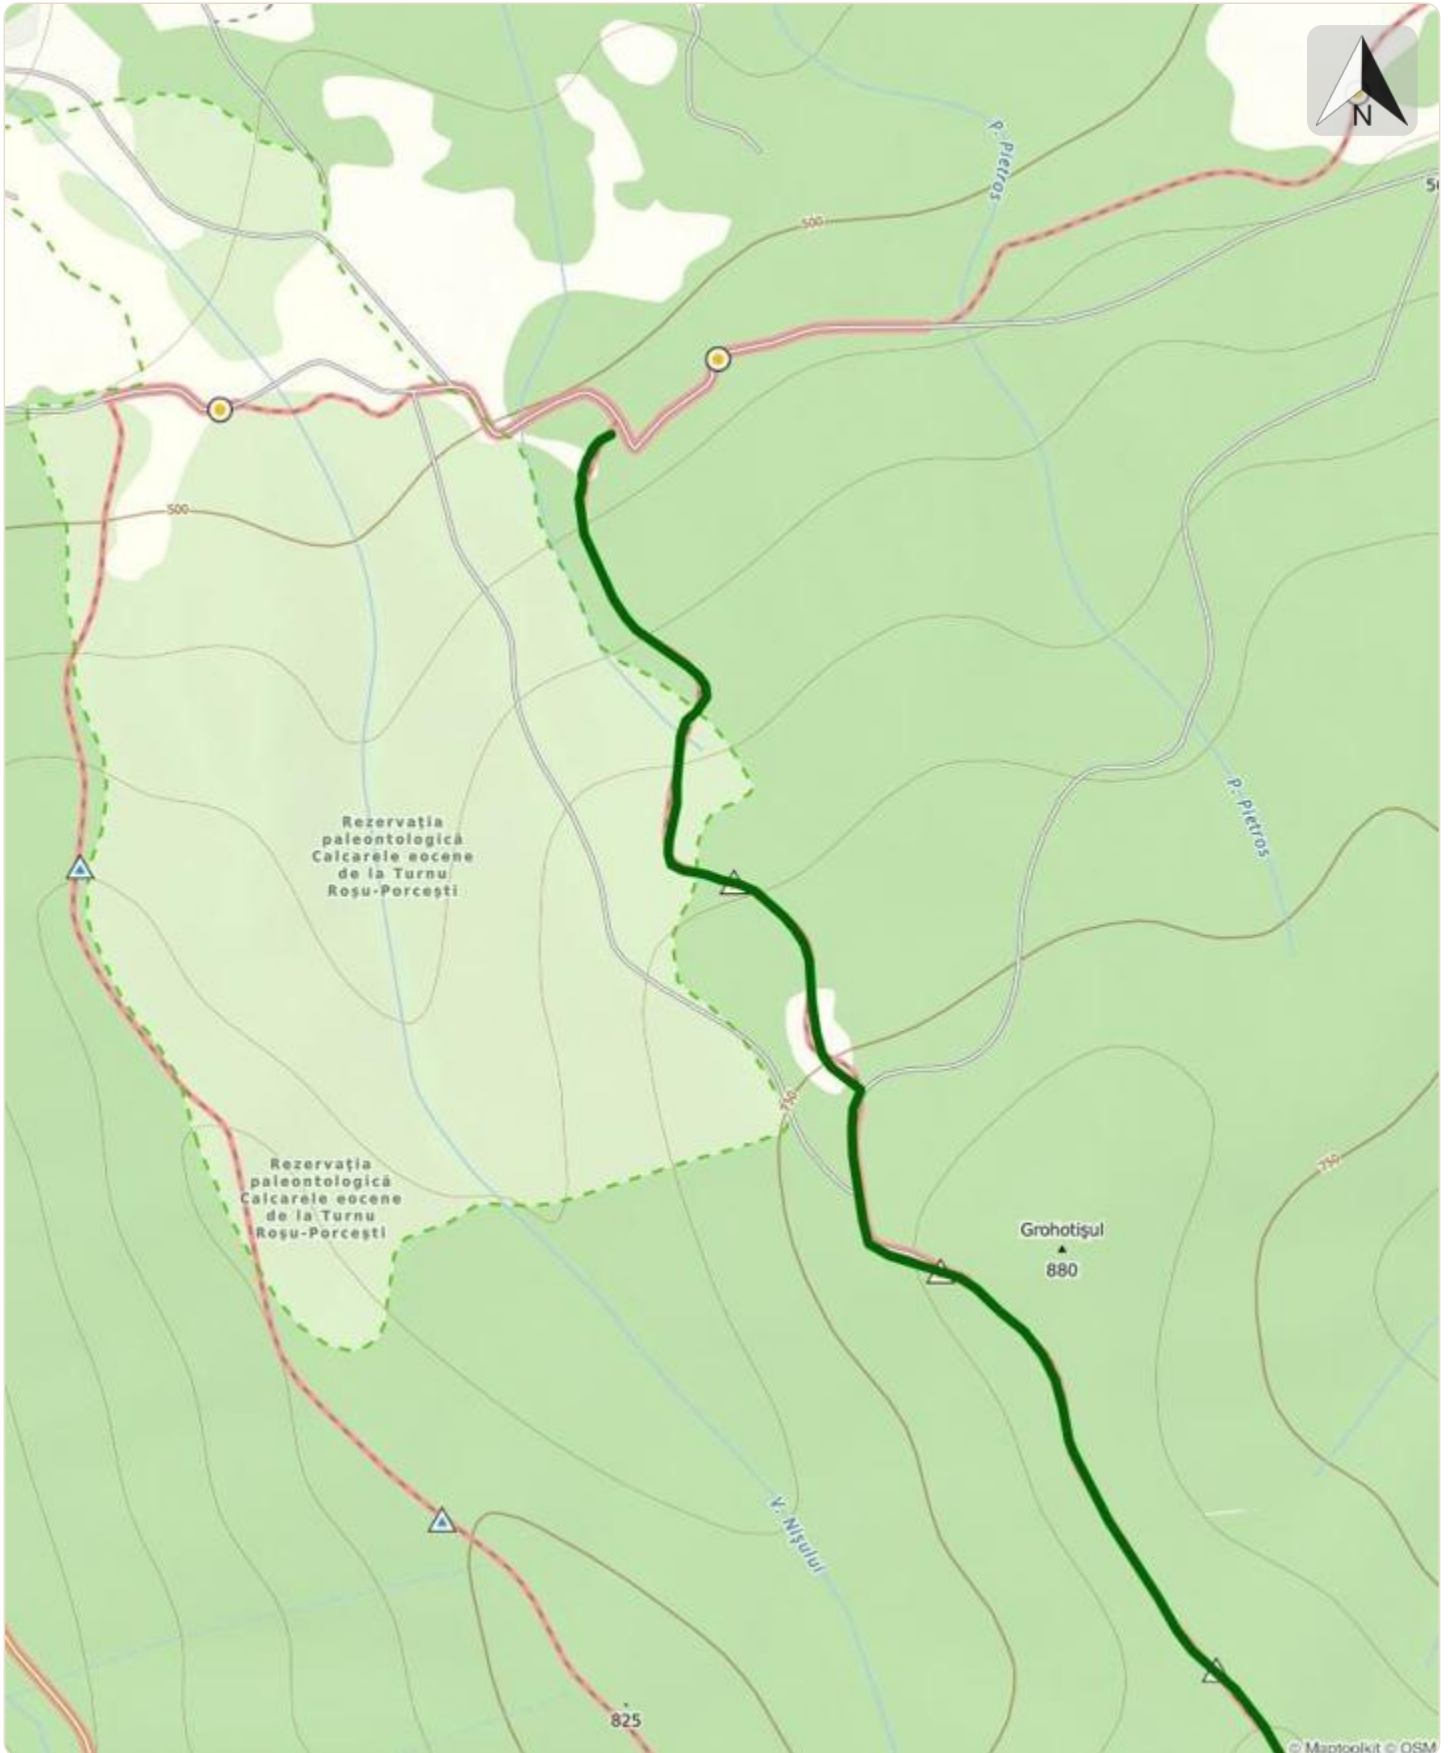 N
P. Pietros
500
500
Rezervația
paleontologică
Calcarele eocene
de la Turnu
Roșu-Porcești
P. Pietros
750
Rezervația
paleontologică
Calcarele eocene
de la Turnu
Roșu-Porcești
750
Grohotișul
880
V. Nișului
825
© Maptoolkit © OSM